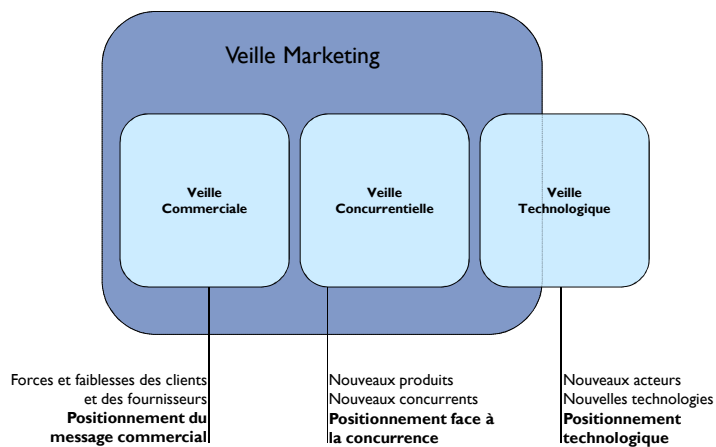 Veille Marketing
Veille
Commerciale
Veille
Concurrentielle
Veille
Technologique
Forces et faiblesses des clients
et des fournisseurs
Positionnement du
message commercial
Nouveaux produits
Nouveaux concurrents
Positionnement face à
la concurrence
Nouveaux acteurs
Nouvelles technologies
Positionnement
technologique